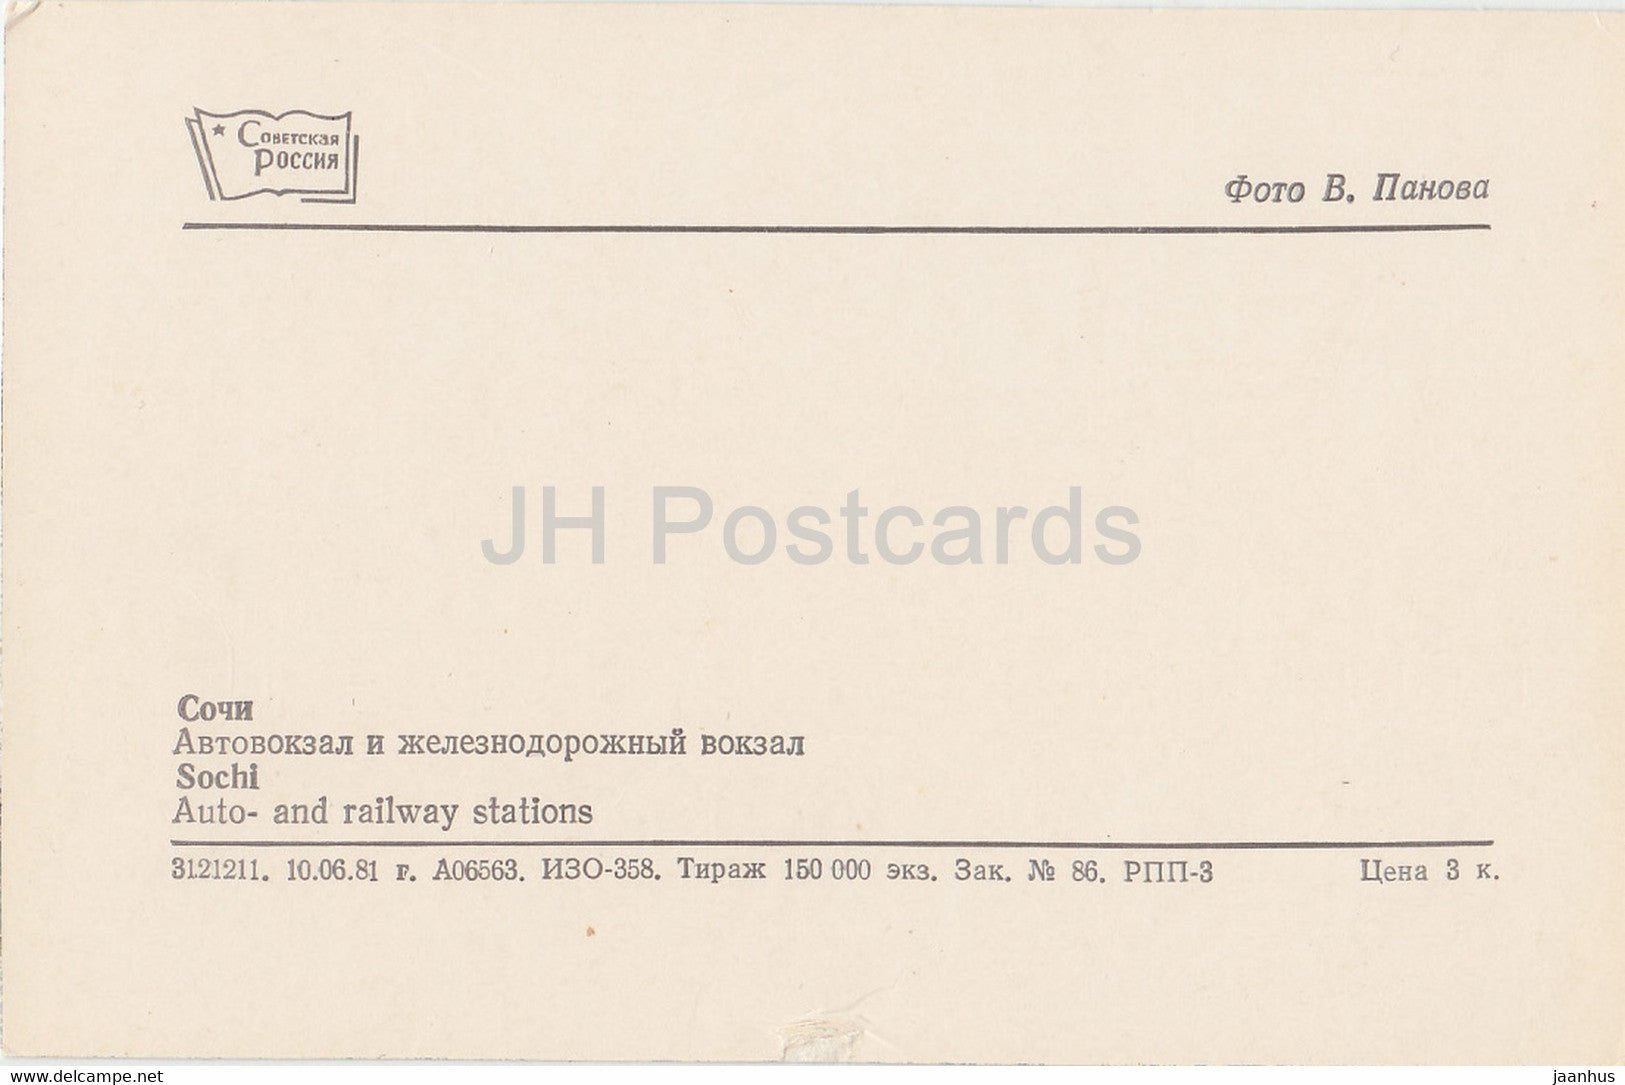 Советская
Россия
Фото В. Панова
JH Postcards
Сочи
Автовокзал и железнодорожный вокзал
Sochi
Auto- and railway stations
3121211. 10.06.81 г. А06563. ИЗО-358. Тираж 150 000 экз. Зак. № 86. РПП-3 Цена 3 к.
www.delcampe.net
jaanhus